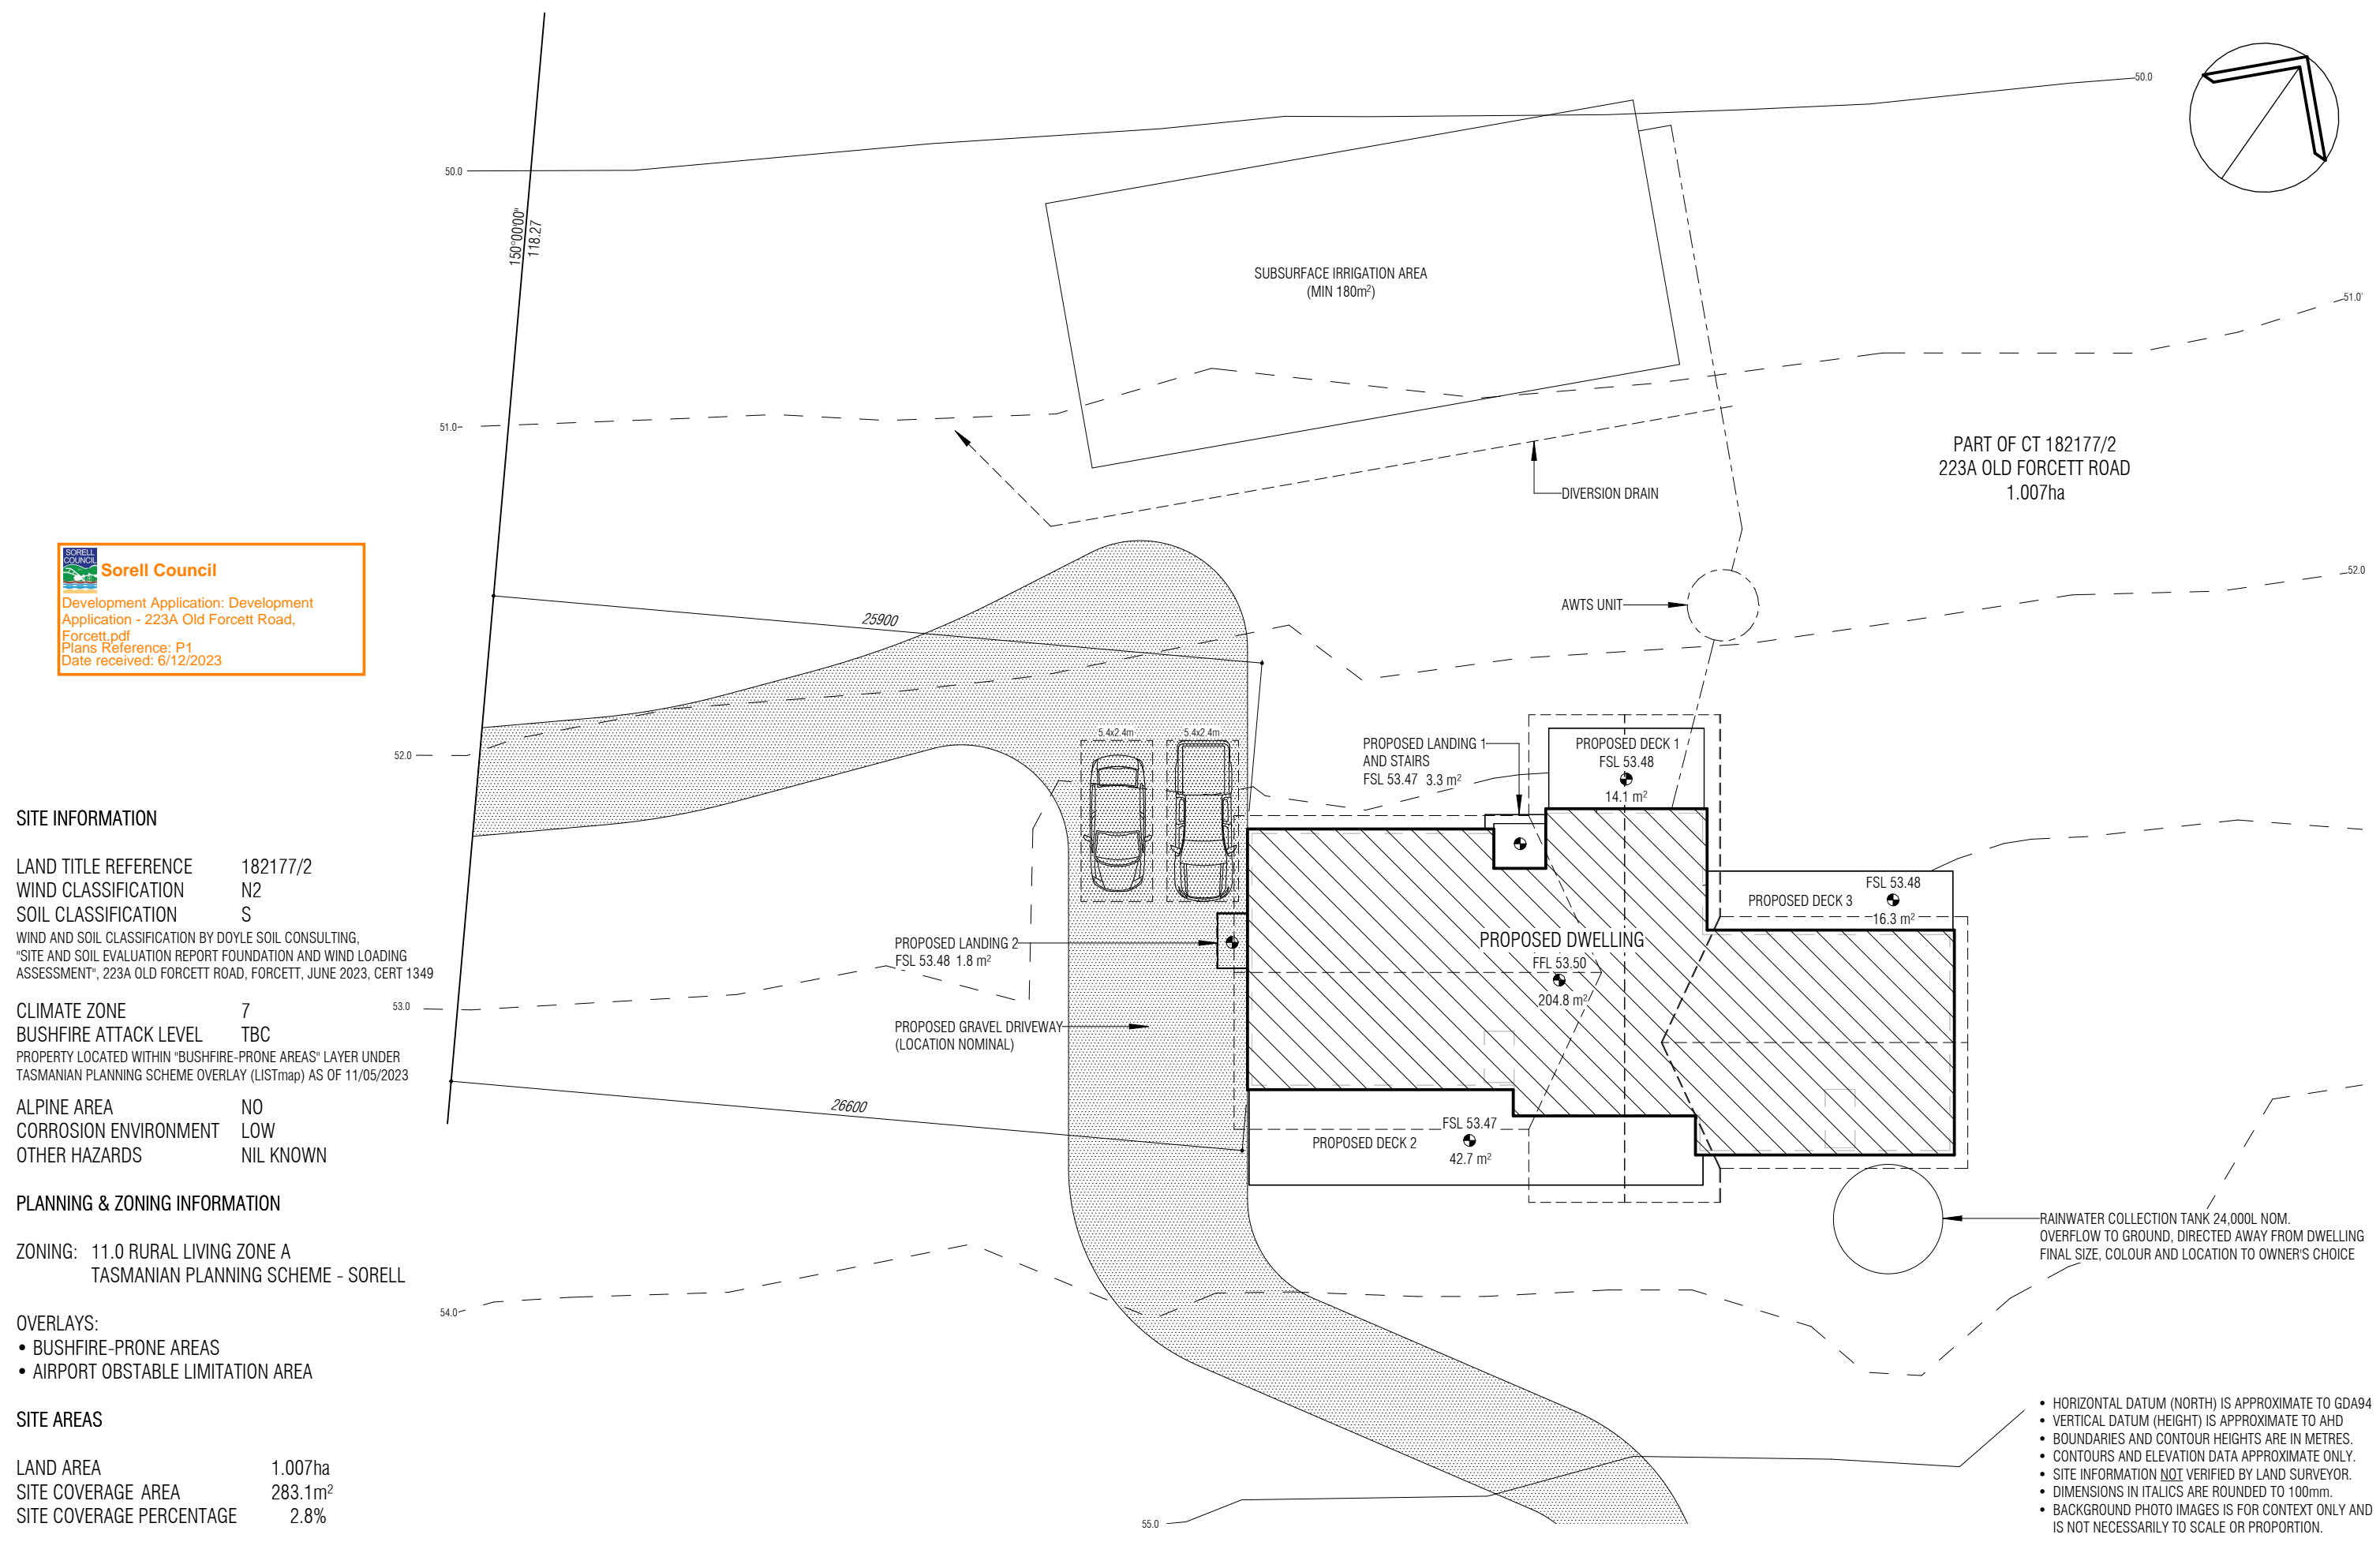 50.0
50.0
150°00'00"
118.27
SUBSURFACE IRRIGATION AREA
(MIN 180m²)
51.0
51.0
PART OF CT 182177/2
223A OLD FORCETT ROAD
1.007ha
DIVERSION DRAIN
SORELL
COUNCIL
Sorell Council
Development Application: Development
Application - 223A Old Forcett Road,
Forcett.pdf
Plans Reference: P1
Date received: 6/12/2023
52.0
AWTS UNIT
25900
52.0
5.4x2.4m
5.4x2.4m
PROPOSED LANDING 1
AND STAIRS
FSL 53.47 3.3 m²
PROPOSED DECK 1
FSL 53.48
14.1 m²
PROPOSED DECK 3
FSL 53.48
16.3 m²
PROPOSED LANDING 2
FSL 53.48 1.8 m²
PROPOSED DWELLING
FFL 53.50
204.8 m²
53.0
PROPOSED GRAVEL DRIVEWAY
(LOCATION NOMINAL)
26600
PROPOSED DECK 2
FSL 53.47
42.7 m²
RAINWATER COLLECTION TANK 24,000L NOM.
OVERFLOW TO GROUND, DIRECTED AWAY FROM DWELLING
FINAL SIZE, COLOUR AND LOCATION TO OWNER'S CHOICE
54.0
55.0
SITE INFORMATION
LAND TITLE REFERENCE 182177/2
WIND CLASSIFICATION N2
SOIL CLASSIFICATION S
WIND AND SOIL CLASSIFICATION BY DOYLE SOIL CONSULTING,
"SITE AND SOIL EVALUATION REPORT FOUNDATION AND WIND LOADING
ASSESSMENT", 223A OLD FORCETT ROAD, FORCETT, JUNE 2023, CERT 1349
CLIMATE ZONE 7
BUSHFIRE ATTACK LEVEL TBC
PROPERTY LOCATED WITHIN "BUSHFIRE-PRONE AREAS" LAYER UNDER
TASMANIAN PLANNING SCHEME OVERLAY (LISTmap) AS OF 11/05/2023
ALPINE AREA NO
CORROSION ENVIRONMENT LOW
OTHER HAZARDS NIL KNOWN
PLANNING & ZONING INFORMATION
ZONING: 11.0 RURAL LIVING ZONE A
TASMANIAN PLANNING SCHEME - SORELL
OVERLAYS:
• BUSHFIRE-PRONE AREAS
• AIRPORT OBSTABLE LIMITATION AREA
SITE AREAS
LAND AREA 1.007ha
SITE COVERAGE AREA 283.1m²
SITE COVERAGE PERCENTAGE 2.8%
• HORIZONTAL DATUM (NORTH) IS APPROXIMATE TO GDA94
• VERTICAL DATUM (HEIGHT) IS APPROXIMATE TO AHD
• BOUNDARIES AND CONTOUR HEIGHTS ARE IN METRES.
• CONTOURS AND ELEVATION DATA APPROXIMATE ONLY.
• SITE INFORMATION NOT VERIFIED BY LAND SURVEYOR.
• DIMENSIONS IN ITALICS ARE ROUNDED TO 100mm.
• BACKGROUND PHOTO IMAGES IS FOR CONTEXT ONLY AND
IS NOT NECESSARILY TO SCALE OR PROPORTION.